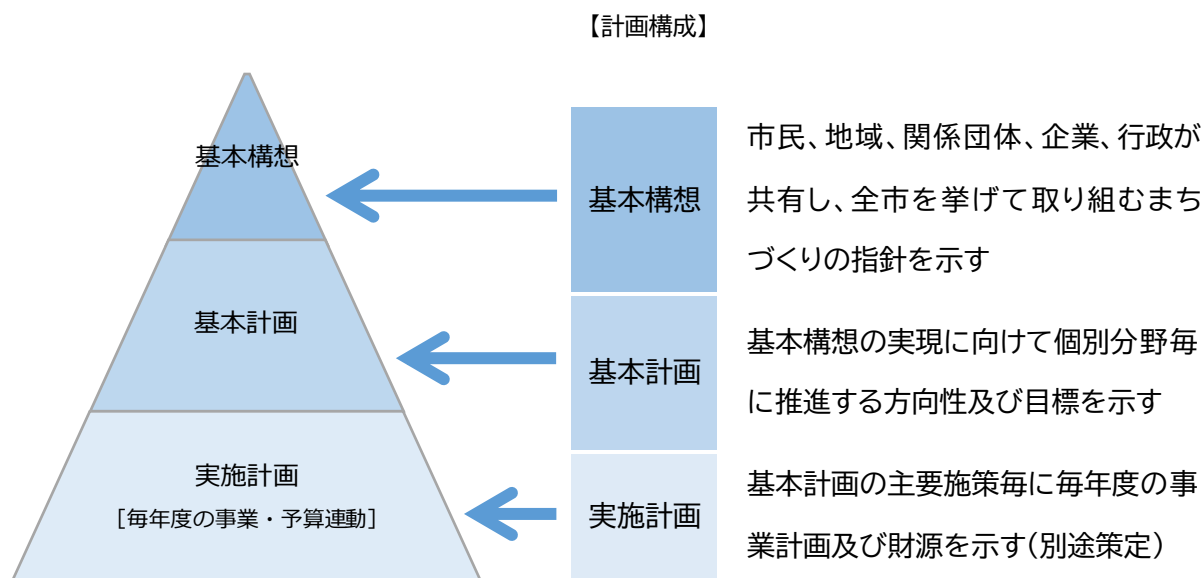 【計画構成】
基本構想
基本計画
実施計画
［毎年度の事業・予算連動］
基本構想
市民、地域、関係団体、企業、行政が
共有し、全市を挙げて取り組むまち
づくりの指針を示す
基本計画
基本構想の実現に向けて個別分野毎
に推進する方向性及び目標を示す
実施計画
基本計画の主要施策毎に毎年度の事
業計画及び財源を示す（別途策定）